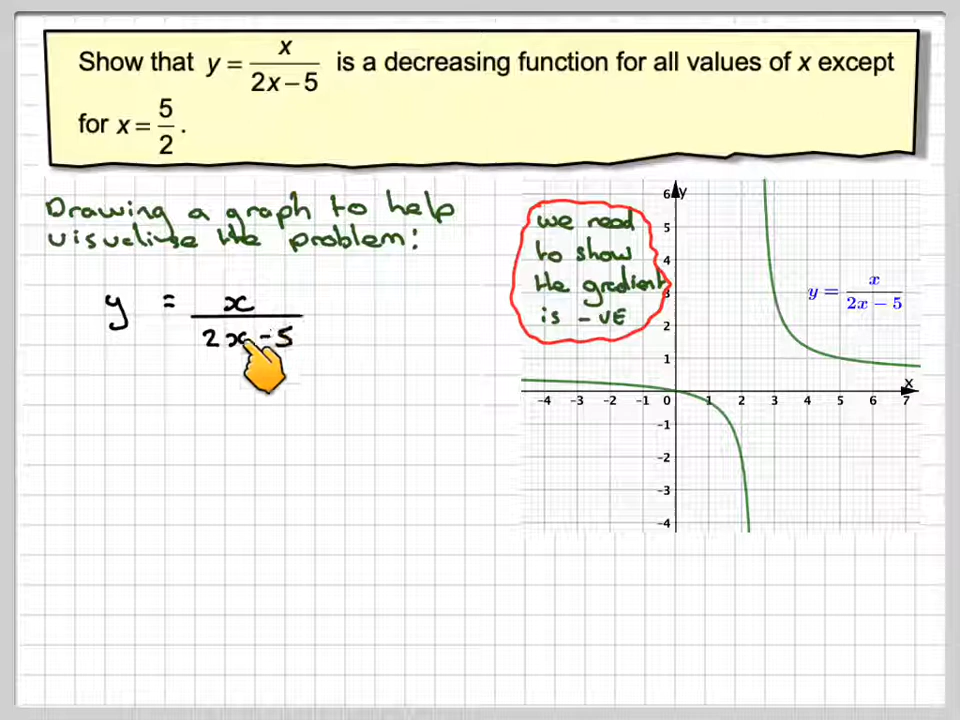 Show that y = x / (2x − 5) is a decreasing function for all values of x except
for x = 5/2 .
Drawing a graph to help
visualise the problem:
y = x / (2x - 5)
we need
to show
the gradient
is - VE
y
6
5
4
3
2
1
-4 -3 -2 -1 0 1 2 3 4 5 6 7
x
-1
-2
-3
-4
y = x / (2x − 5)